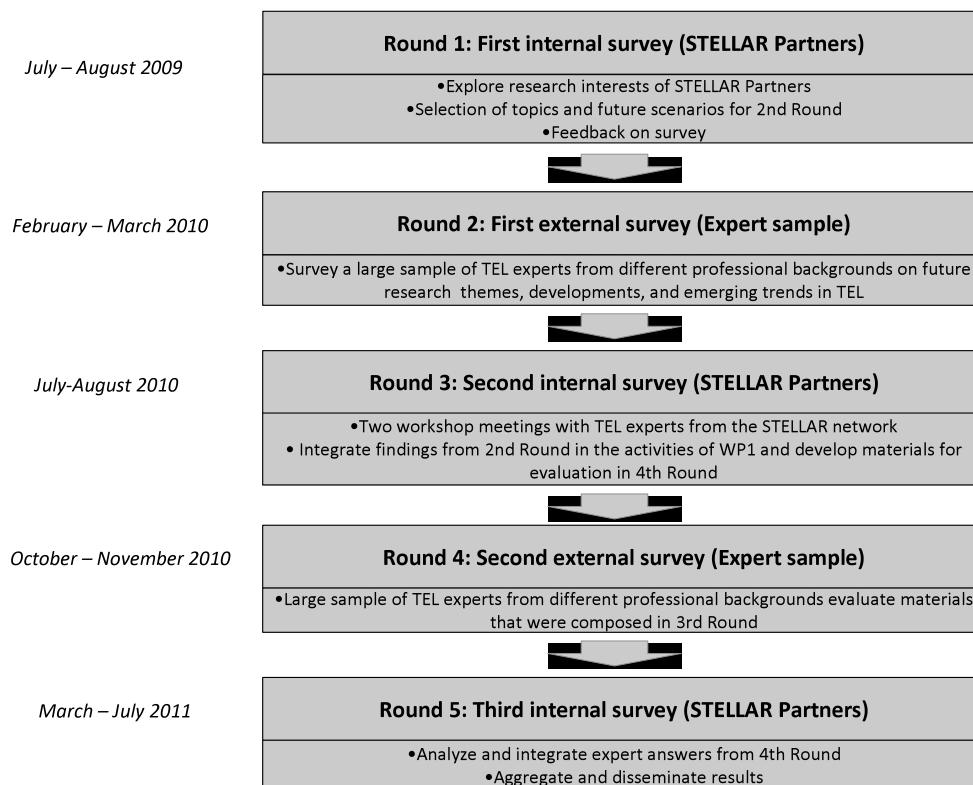 Round 1: First internal survey (STELLAR Partners)
July – August 2009
•Explore research interests of STELLAR Partners
•Selection of topics and future scenarios for 2nd Round
•Feedback on survey
Round 2: First external survey (Expert sample)
February – March 2010
•Survey a large sample of TEL experts from different professional backgrounds on future
research themes, developments, and emerging trends in TEL
Round 3: Second internal survey (STELLAR Partners)
July-August 2010
•Two workshop meetings with TEL experts from the STELLAR network
• Integrate findings from 2nd Round in the activities of WP1 and develop materials for
evaluation in 4th Round
Round 4: Second external survey (Expert sample)
October – November 2010
•Large sample of TEL experts from different professional backgrounds evaluate materials
that were composed in 3rd Round
Round 5: Third internal survey (STELLAR Partners)
March – July 2011
•Analyze and integrate expert answers from 4th Round
•Aggregate and disseminate results